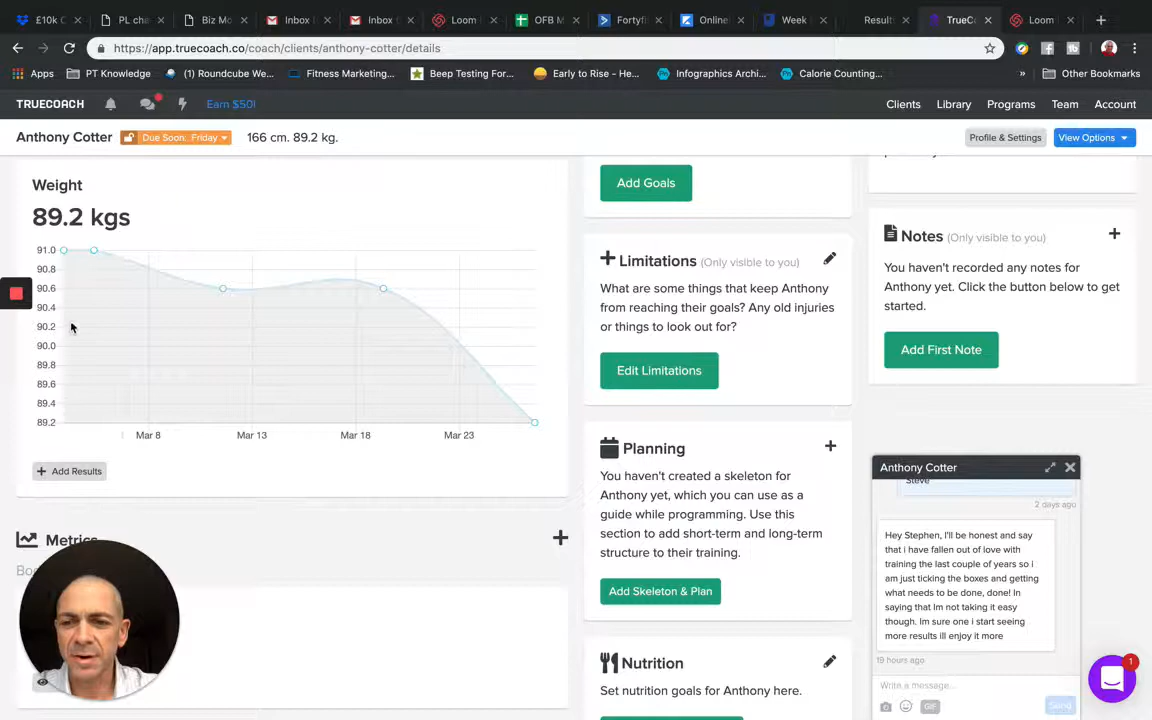 £10k C
PL cha
Biz Mo
Inbox
Inbox
Loom
OFB M
Fortyfi
Online
Week
Result
TrueC
Loom
https://app.truecoach.co/coach/clients/anthony-cotter/details
Apps
PT Knowledge
(1) Roundcube We...
Fitness Marketing...
Beep Testing For...
Early to Rise - He...
Infographics Archi...
Calorie Counting...
»
Other Bookmarks
TRUECOACH
Earn $50!
Clients
Library
Programs
Team
Account
Anthony Cotter
Due Soon: Friday
166 cm. 89.2 kg.
Profile & Settings
View Options
Weight
89.2 kgs
91.0
90.8
90.6
90.4
90.2
90.0
89.8
89.6
89.4
89.2
Mar 8
Mar 13
Mar 18
Mar 23
+ Add Results
Metrics
Add Goals
Limitations (Only visible to you)
What are some things that keep Anthony
from reaching their goals? Any old injuries
or things to look out for?
Edit Limitations
Planning
You haven't created a skeleton for
Anthony yet, which you can use as a
guide while programming. Use this
section to add short-term and long-term
structure to their training.
Add Skeleton & Plan
Nutrition
Set nutrition goals for Anthony here.
Notes (Only visible to you)
You haven't recorded any notes for
Anthony yet. Click the button below to get
started.
Add First Note
Anthony Cotter
Steve
2 days ago
Hey Stephen, I'll be honest and say
that i have fallen out of love with
training the last couple of years so i
am just ticking the boxes and getting
what needs to be done, done! In
saying that Im not taking it easy
though. Im sure one i start seeing
more results ill enjoy it more
19 hours ago
Write a message...
GIF
Send
1